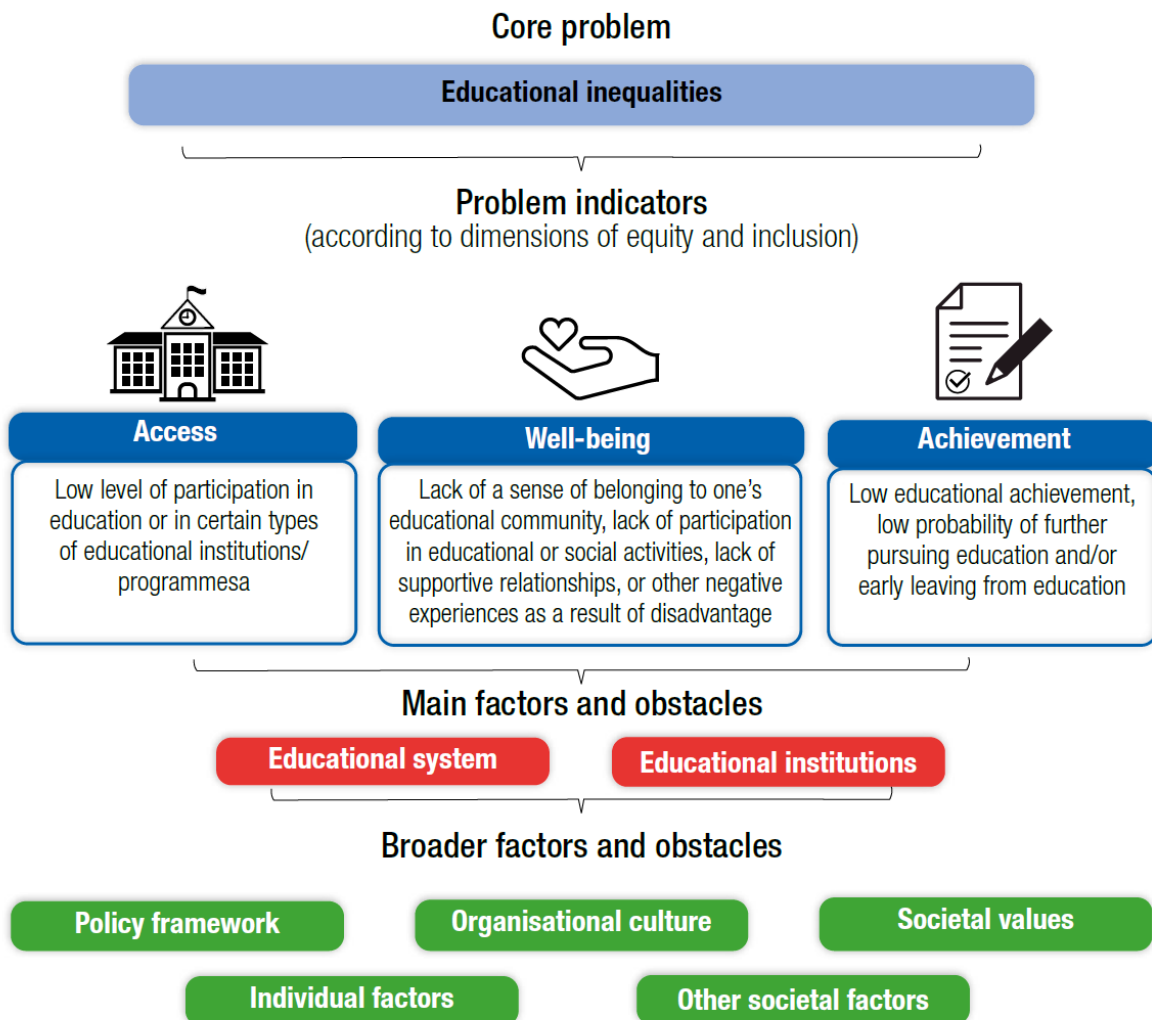 Core problem
Educational inequalities
Problem indicators
(according to dimensions of equity and inclusion)
Access
Low level of participation in
education or in certain types
of educational institutions/
programmesa
Well-being
Lack of a sense of belonging to one’s
educational community, lack of participation
in educational or social activities, lack of
supportive relationships, or other negative
experiences as a result of disadvantage
Achievement
Low educational achievement,
low probability of further
pursuing education and/or
early leaving from education
Main factors and obstacles
Educational system
Educational institutions
Broader factors and obstacles
Policy framework
Organisational culture
Societal values
Individual factors
Other societal factors